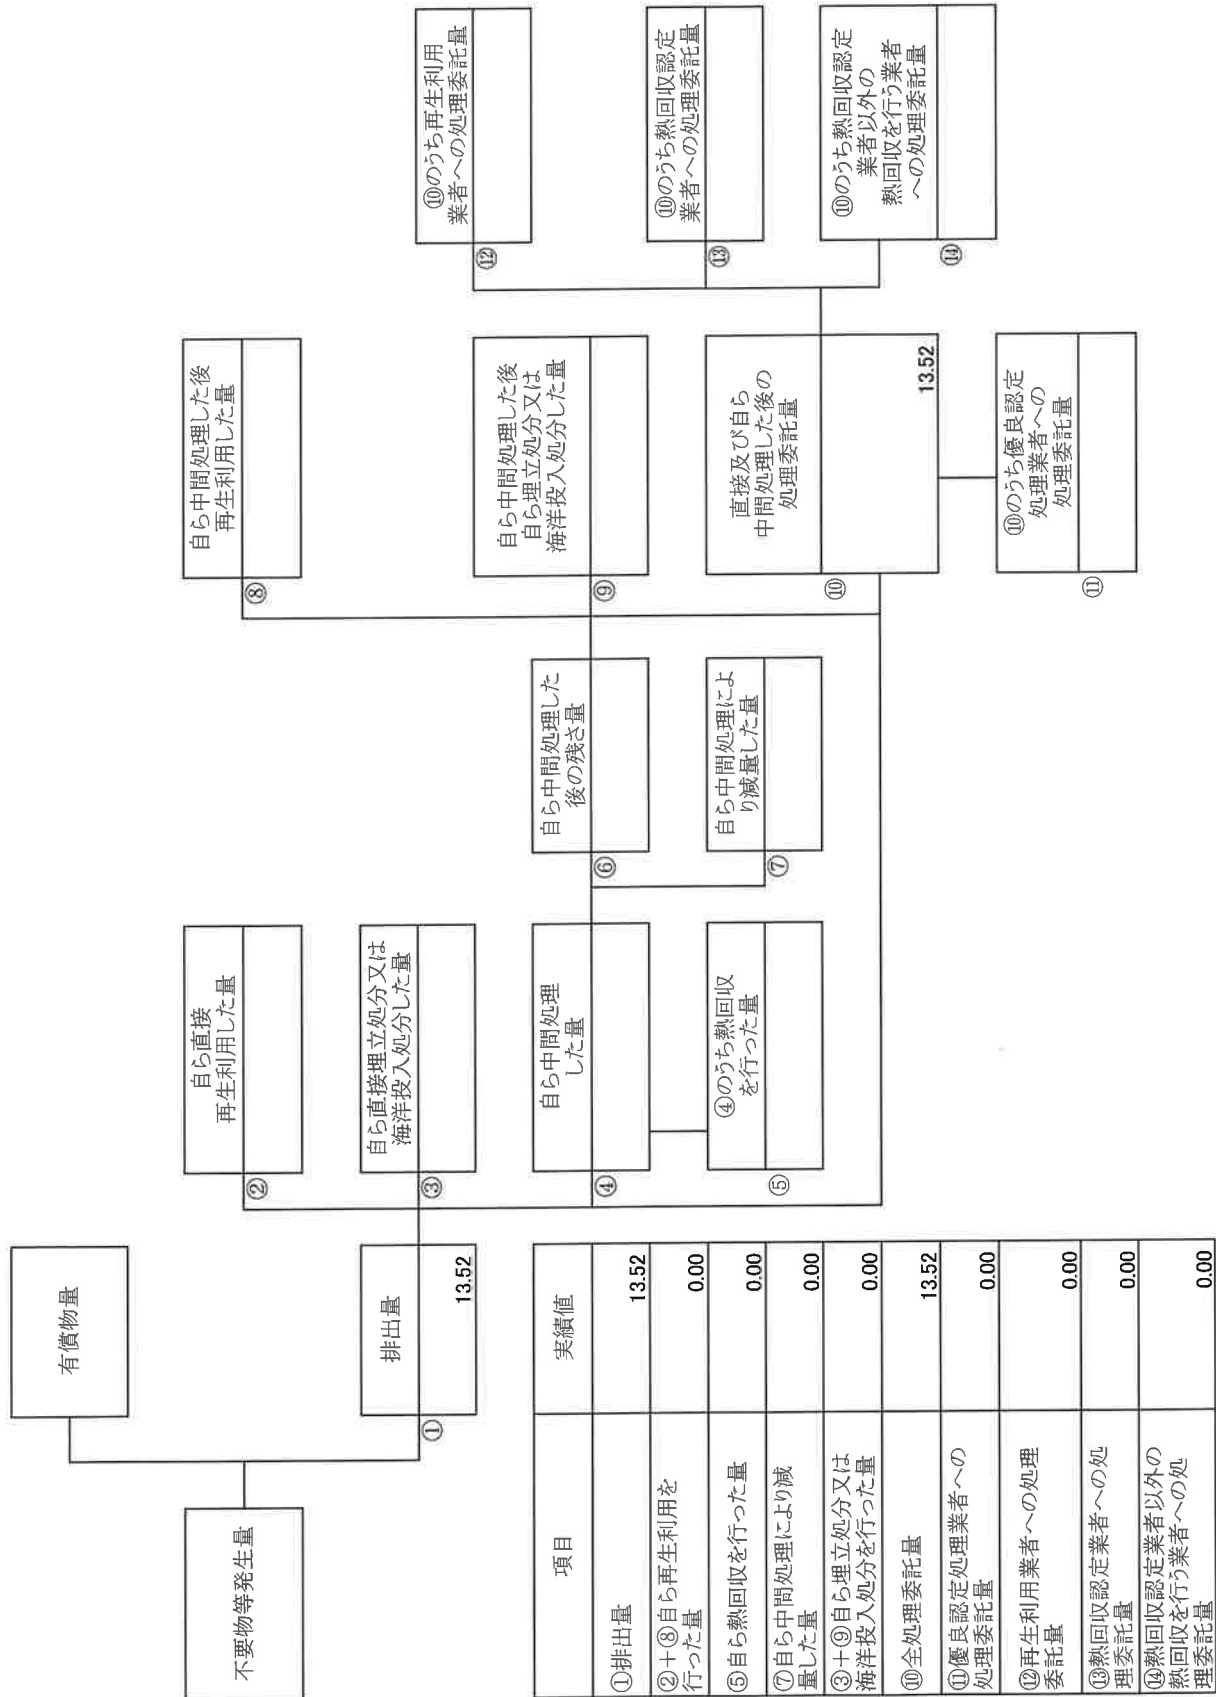 不要物等発生量
有償物量
①
排出量
13.52
②
自ら直接
再生利用した量
③
自ら直接埋立処分又は
海洋投入処分した量
④
自ら中間処理
した量
⑤
④のうち熱回収
を行った量
⑥
自ら中間処理した
後の残さ量
⑦
自ら中間処理によ
り減量した量
⑧
自ら中間処理した後
再生利用した量
⑨
自ら中間処理した後
自ら埋立処分又は
海洋投入処分した量
⑩
直接及び自ら
中間処理した後の
処理委託量
13.52
⑪
⑩のうち優良認定
処理業者への
処理委託量
⑫
⑩のうち再生利用
業者への処理委託量
⑬
⑩のうち熱回収認定
業者への処理委託量
⑭
⑩のうち熱回収認定
業者以外の
熱回収を行う業者
への処理委託量
項目 実績値
①排出量 13.52
②+⑧自ら再生利用を
行った量 0.00
⑤自ら熱回収を行った量 0.00
⑦自ら中間処理により減
量した量 0.00
③+⑨自ら埋立処分又は
海洋投入処分を行った量 0.00
⑩全処理委託量 13.52
⑪優良認定処理業者への
処理委託量 0.00
⑫再生利用業者への処理
委託量 0.00
⑬熱回収認定業者への処
理委託量 0.00
⑭熱回収認定業者以外の
熱回収を行う業者への処
理委託量 0.00